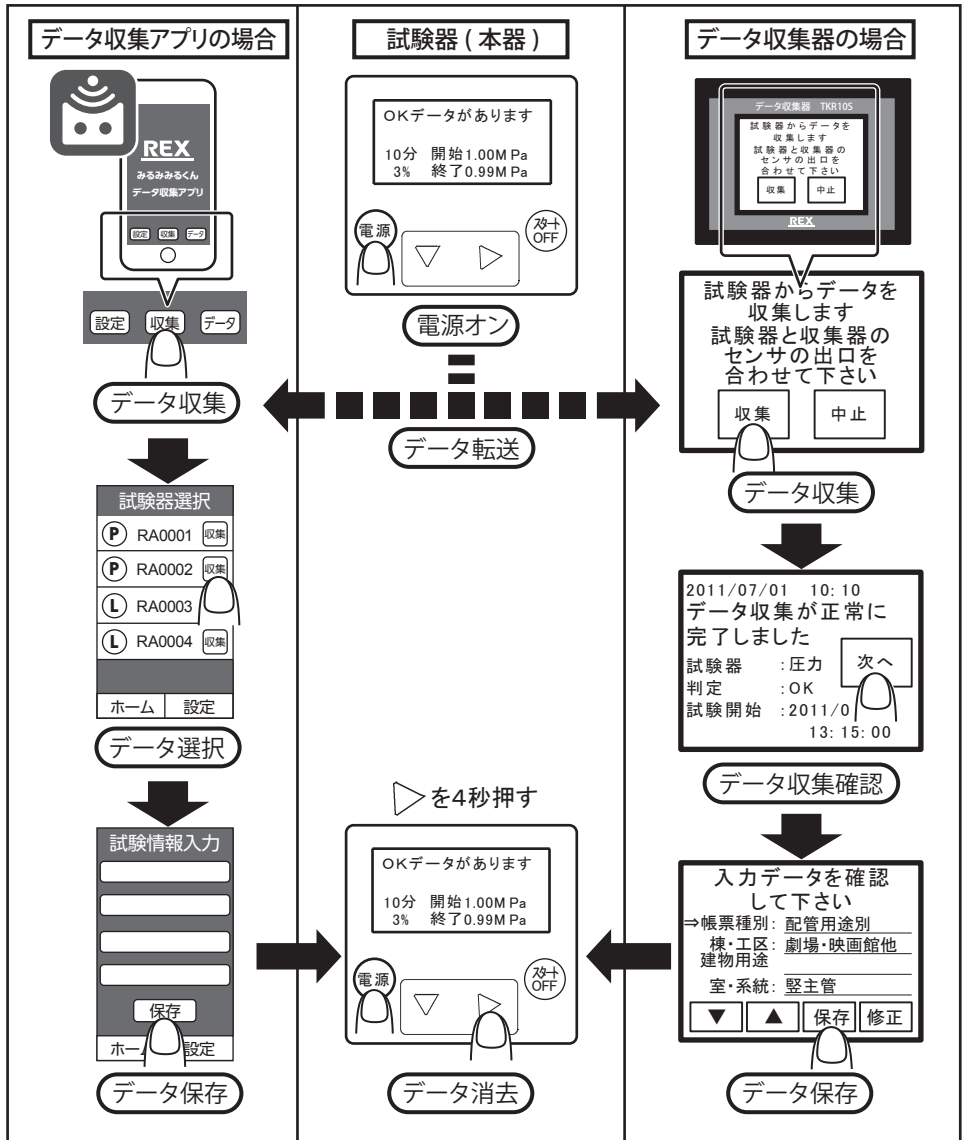 データ収集アプリの場合
REX
みるみるくん
データ収集アプリ
設定 収集 データ
設定 収集 データ
データ収集
試験器選択
P RA0001 収集
P RA0002 収集
L RA0003
L RA0004 収集
ホーム 設定
データ選択
試験情報入力
保存
ホー 設定
データ保存
試験器(本器)
OKデータがあります
10分 開始1.00MPa
3% 終了0.99MPa
電源
▽ ▷
スタート
OFF
電源オン
データ転送
▷を4秒押す
OKデータがあります
10分 開始1.00MPa
3% 終了0.99MPa
電源
▽ ▷
スタート
OFF
データ消去
データ収集器の場合
データ収集器 TKR10S
試験器からデータを
収集します
試験器と収集器の
センサの出口を
合わせて下さい
収集 中止
REX
試験器からデータを
収集します
試験器と収集器の
センサの出口を
合わせて下さい
収集 中止
データ収集
2011/07/01 10:10
データ収集が正常に
完了しました
試験器 :圧力 次へ
判定 :OK
試験開始 :2011/0
13:15:00
データ収集確認
入力データを確認
して下さい
⇒帳票種別: 配管用途別
棟・工区: 劇場・映画館他
建物用途
室・系統: 竪主管
▼ ▲ 保存 修正
データ保存